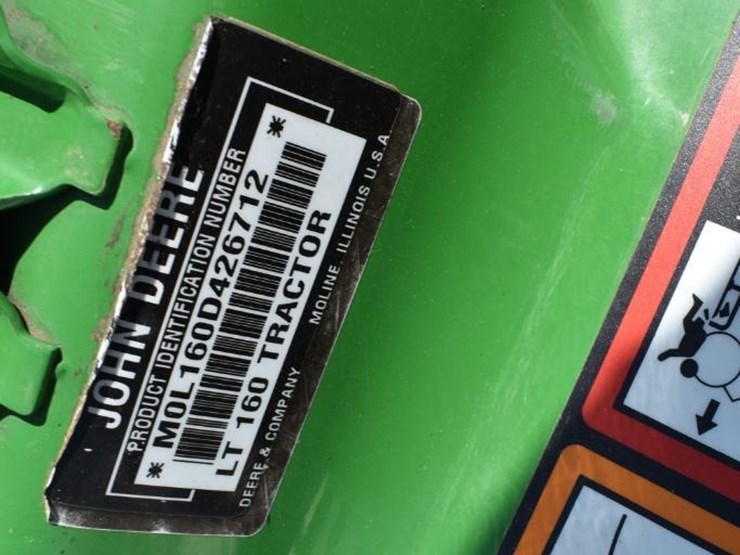 JOHN DEERE
PRODUCT IDENTIFICATION NUMBER
* M0L160D426712 *
LT 160 TRACTOR
DEERE & COMPANY MOLINE, ILLINOIS U.S.A.